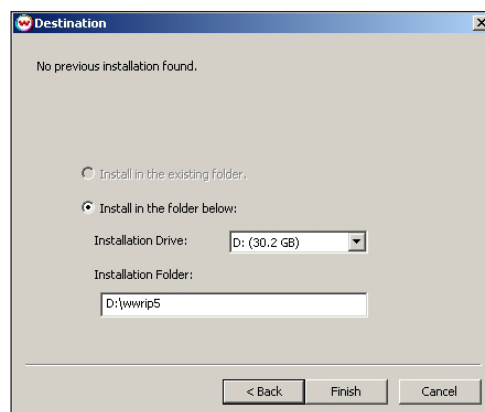 Destination
No previous installation found.
Install in the existing folder.
Install in the folder below:
Installation Drive: D: (30.2 GB)
Installation Folder:
D:\wwrip5
< Back Finish Cancel